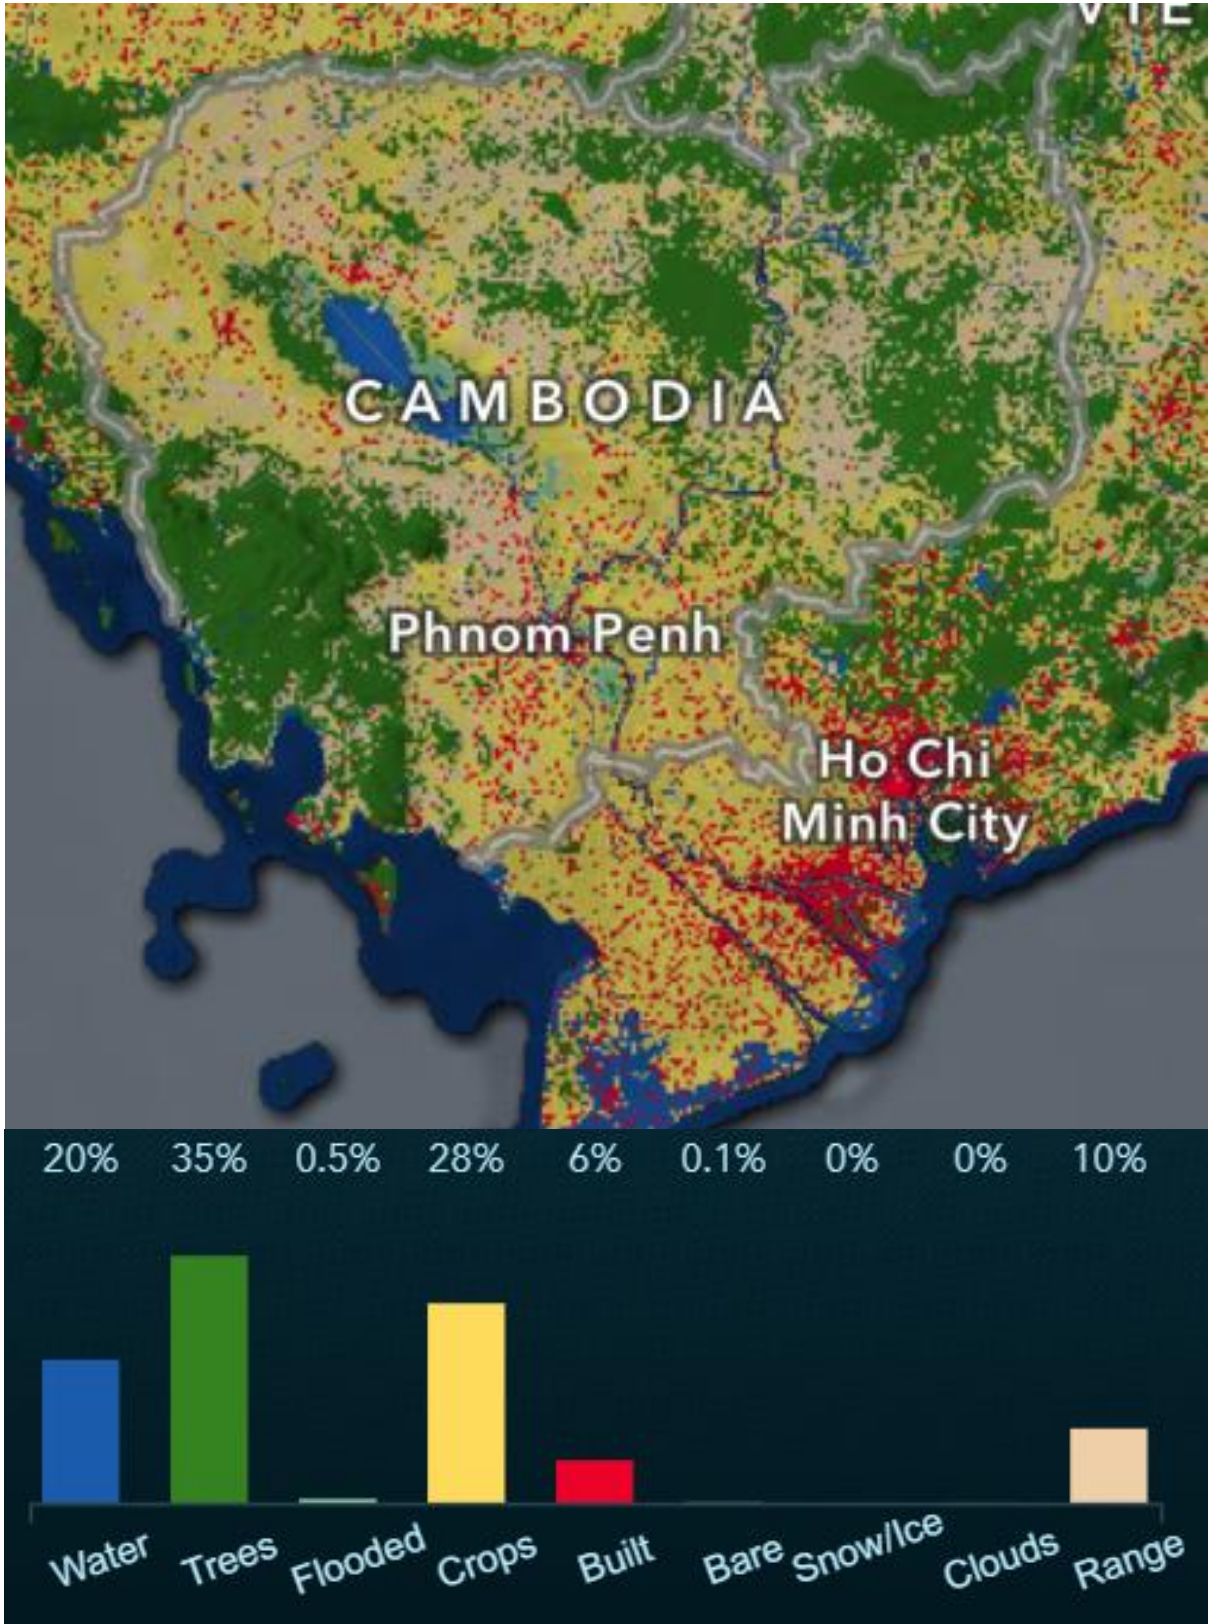 VIE
CAMBODIA
Phnom Penh
Ho Chi
Minh City
20% 35% 0.5% 28% 6% 0.1% 0% 0% 10%
Water Trees Flooded Crops Built Bare Snow/Ice Clouds Range